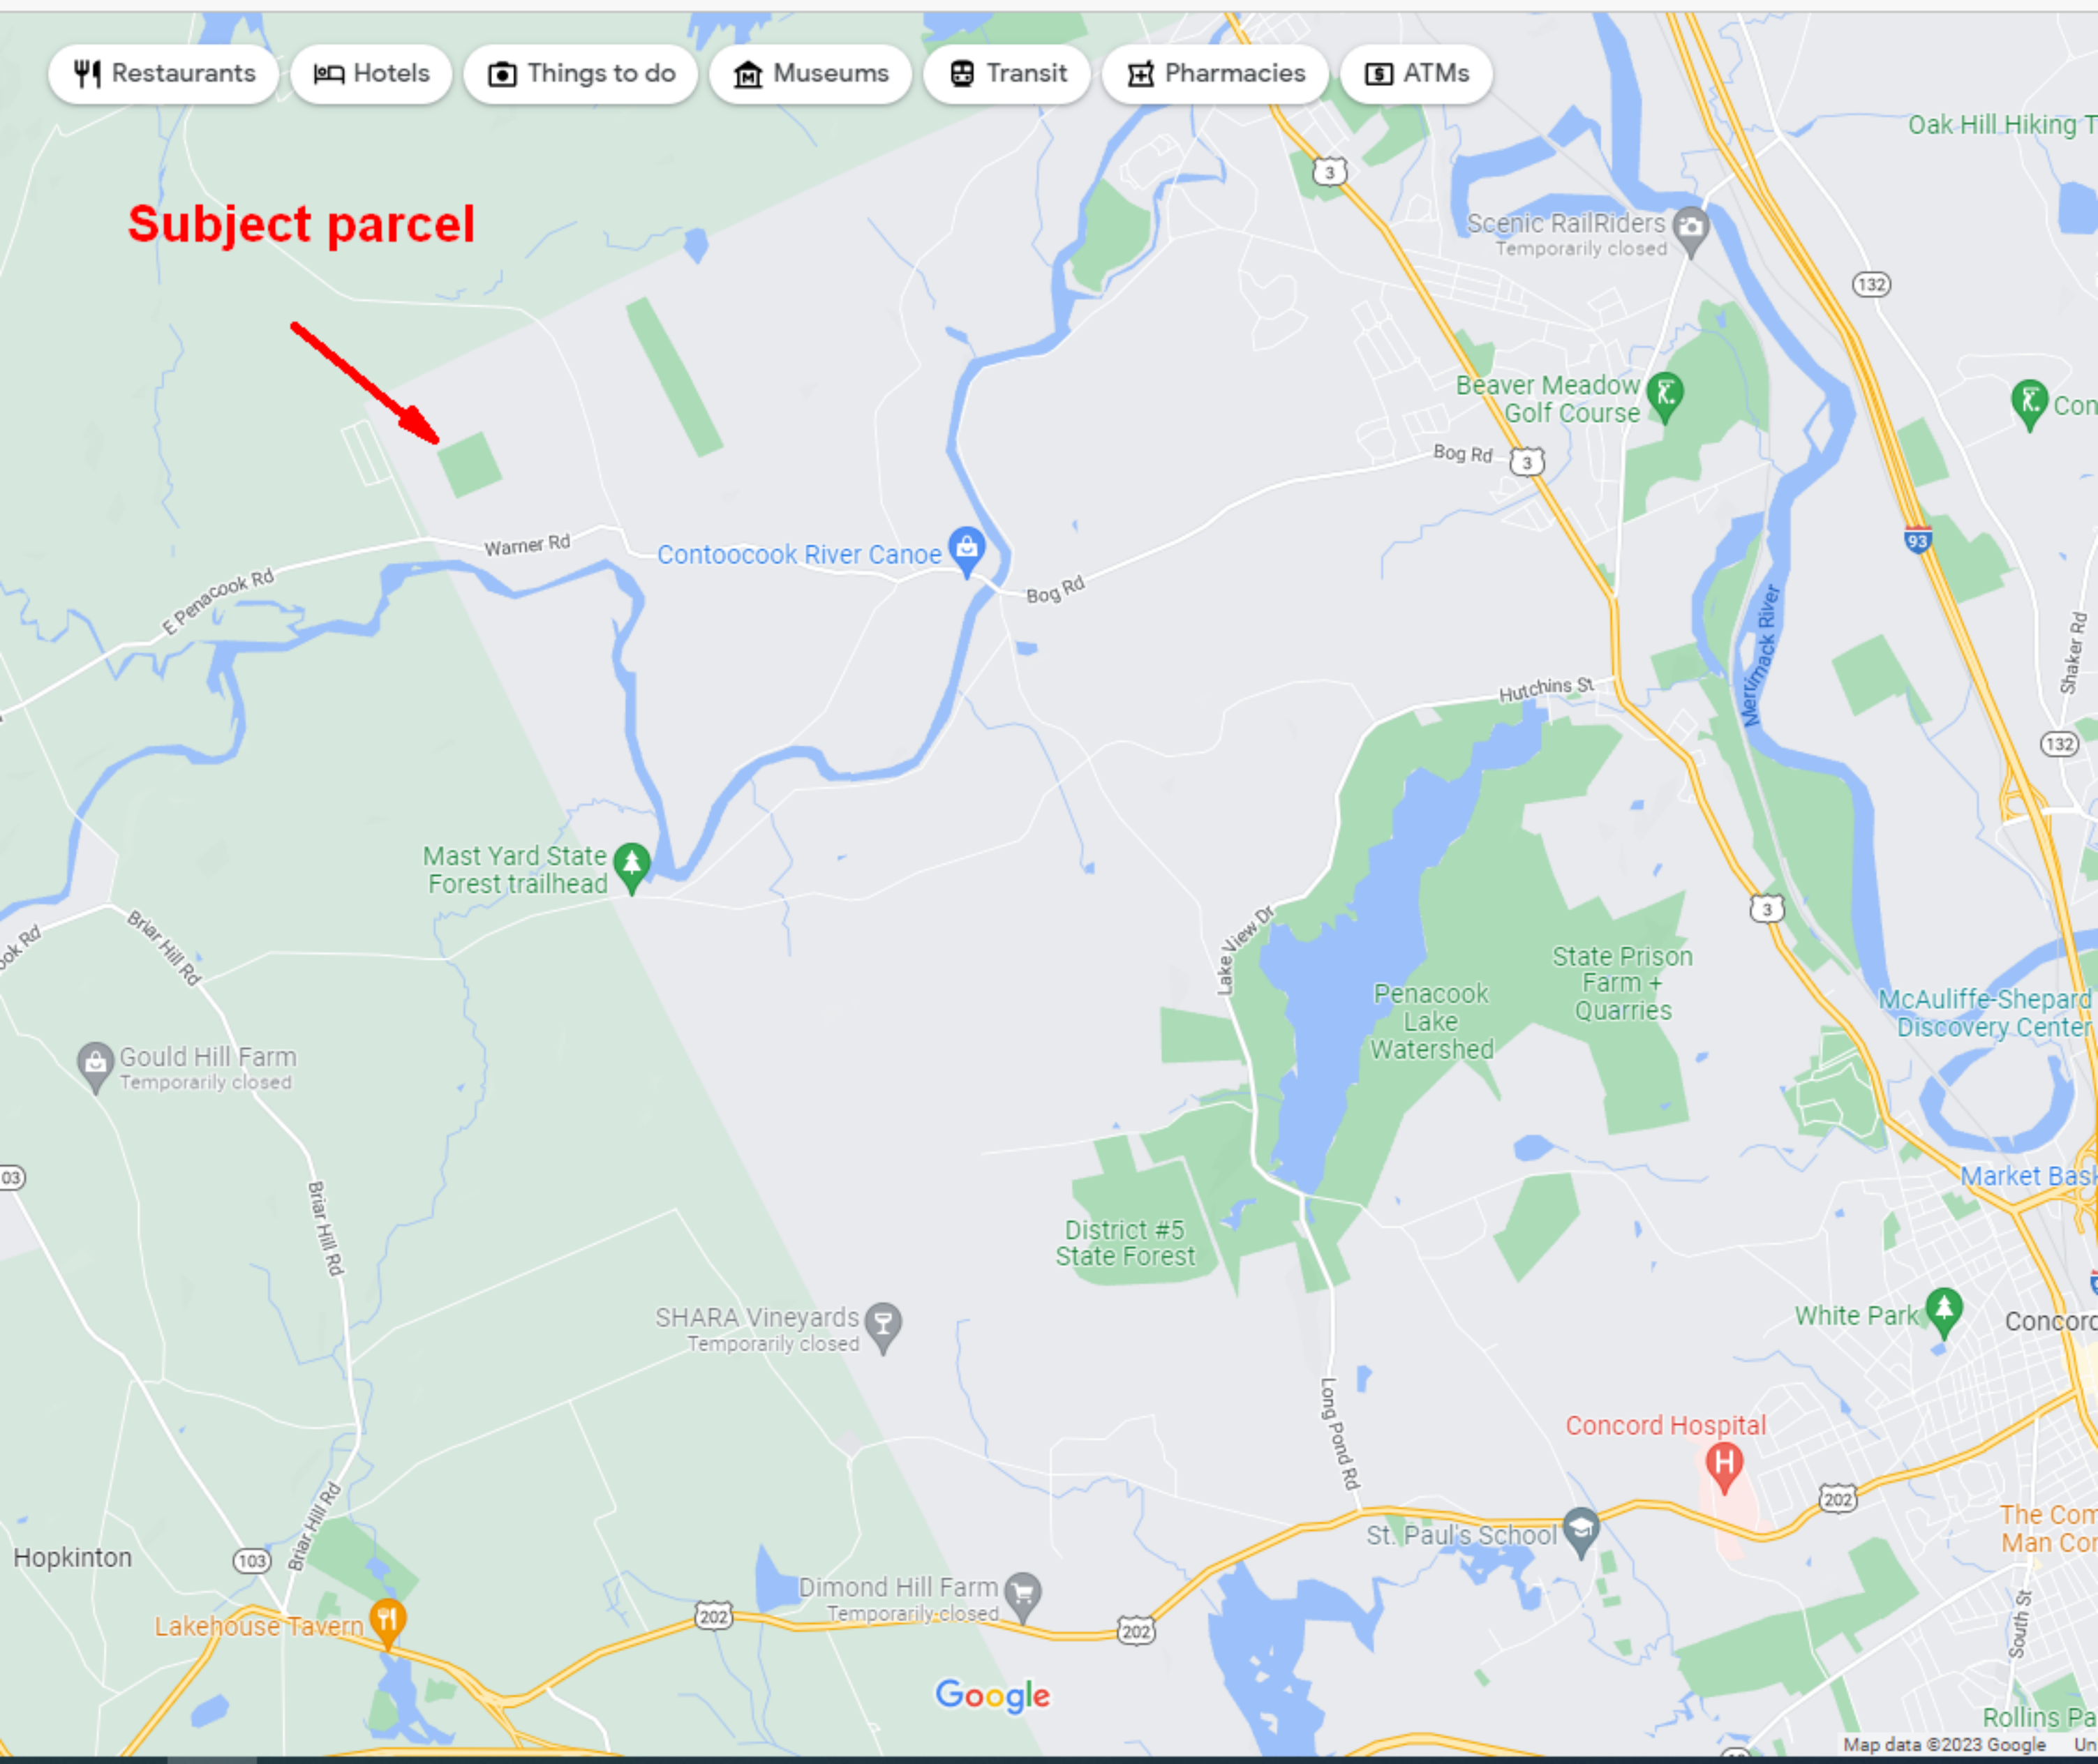 Restaurants
Hotels
Things to do
Museums
Transit
Pharmacies
ATMs
Oak Hill Hiking T
3
Subject parcel
Scenic RailRiders
Temporarily closed
132
Beaver Meadow
Golf Course
Con
Bog Rd
3
93
Warner Rd
Contoocook River Canoe
E Penacook Rd
Bog Rd
Merrimack River
Shaker Rd
Hutchins St
132
Mast Yard State
Forest trailhead
3
Briar Hill Rd
ook Rd
Lake View Dr
State Prison
Farm +
Quarries
Penacook
Lake
Watershed
McAuliffe-Shepard
Discovery Center
Gould Hill Farm
Temporarily closed
03
Market Bask
Briar Hill Rd
District #5
State Forest
SHARA Vineyards
Temporarily closed
White Park
Concord
Long Pond Rd
Concord Hospital
H
202
Briar Hill Rd
St. Paul's School
The Com
Man Con
Hopkinton
103
Dimond Hill Farm
Temporarily closed
Lakehouse Tavern
202
202
South St
Google
Rollins Pa
Map data ©2023 Google
Un